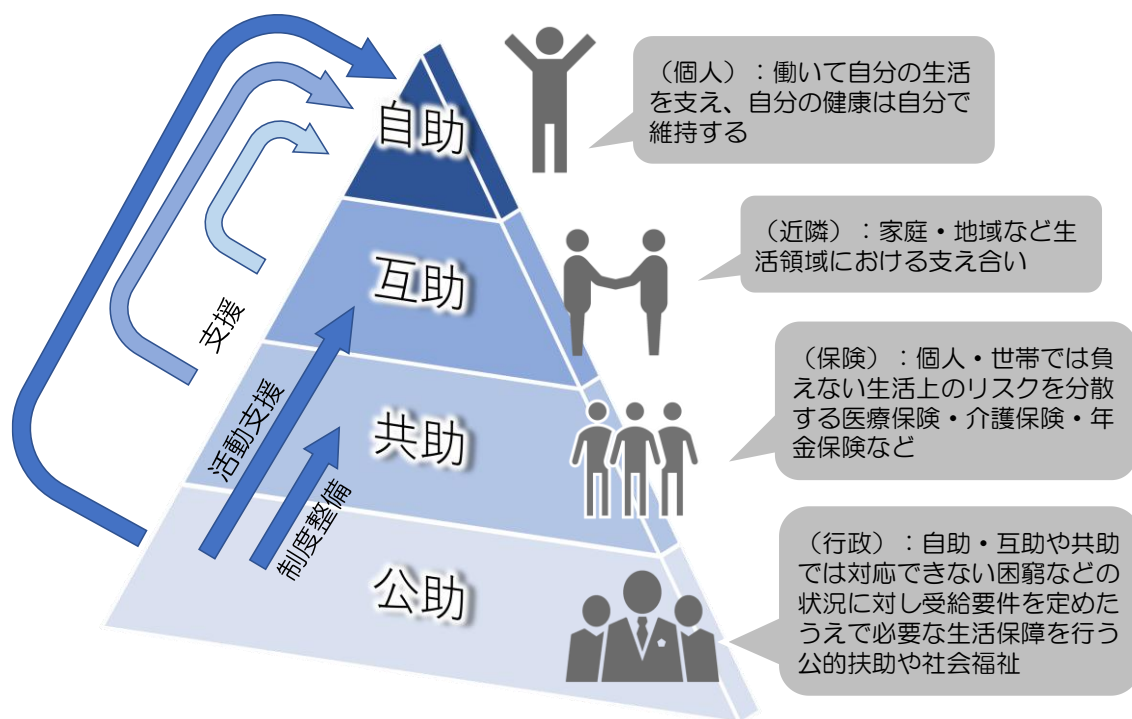 自助
（個人）：働いて自分の生活
を支え、自分の健康は自分で
維持する
互助
（近隣）：家庭・地域など生
活領域における支え合い
支援
共助
（保険）：個人・世帯では負
えない生活上のリスクを分散
する医療保険・介護保険・年
金保険など
活動支援
制度整備
公助
（行政）：自助・互助や共助
では対応できない困窮などの
状況に対し受給要件を定めた
うえで必要な生活保障を行う
公的扶助や社会福祉